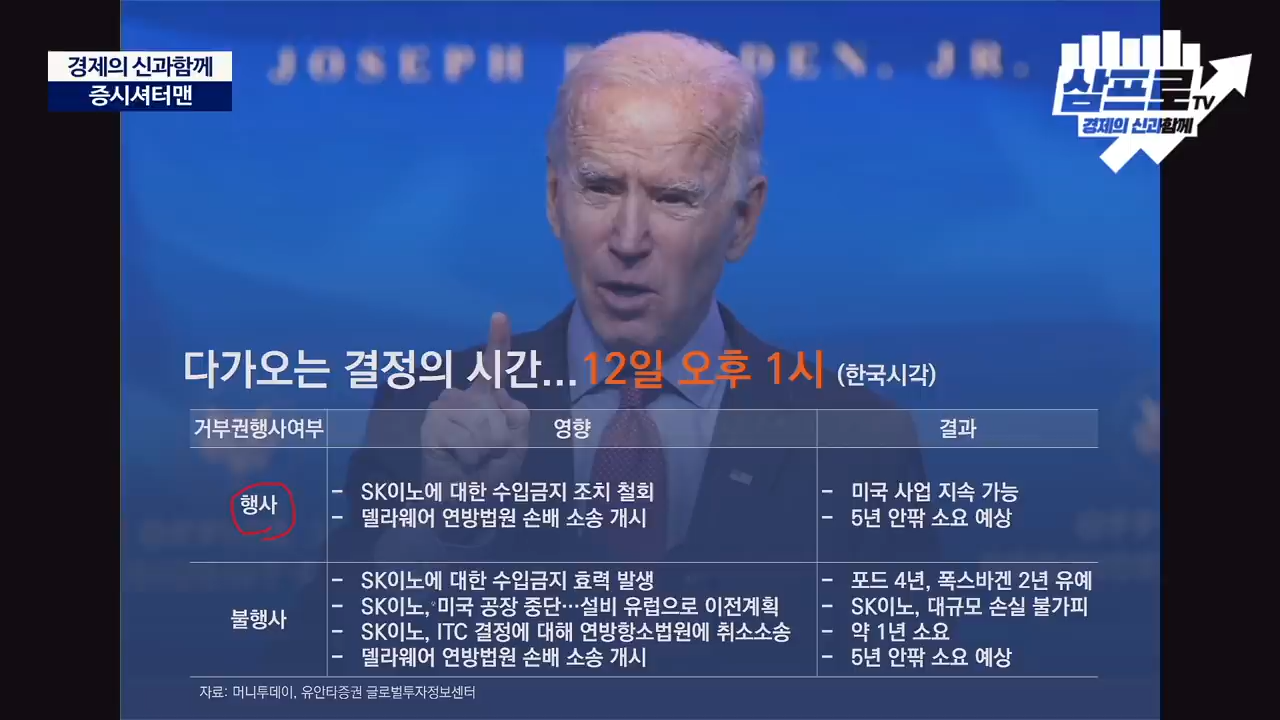 경제의 신과함께
증시셔터맨
JOSEPH DEN, JR.
삼프로TV
경제의 신과함께
다가오는 결정의 시간...12일 오후 1시 (한국시각)
거부권행사여부 영향 결과
행사
- SK이노에 대한 수입금지 조치 철회 - 미국 사업 지속 가능
- 델라웨어 연방법원 손배 소송 개시 - 5년 안팎 소요 예상
불행사
- SK이노에 대한 수입금지 효력 발생 - 포드 4년, 폭스바겐 2년 유예
- SK이노, 미국 공장 중단…설비 유럽으로 이전계획 - SK이노, 대규모 손실 불가피
- SK이노, ITC 결정에 대해 연방항소법원에 취소소송 - 약 1년 소요
- 델라웨어 연방법원 손배 소송 개시 - 5년 안팎 소요 예상
자료: 머니투데이, 유안타증권 글로벌투자정보센터